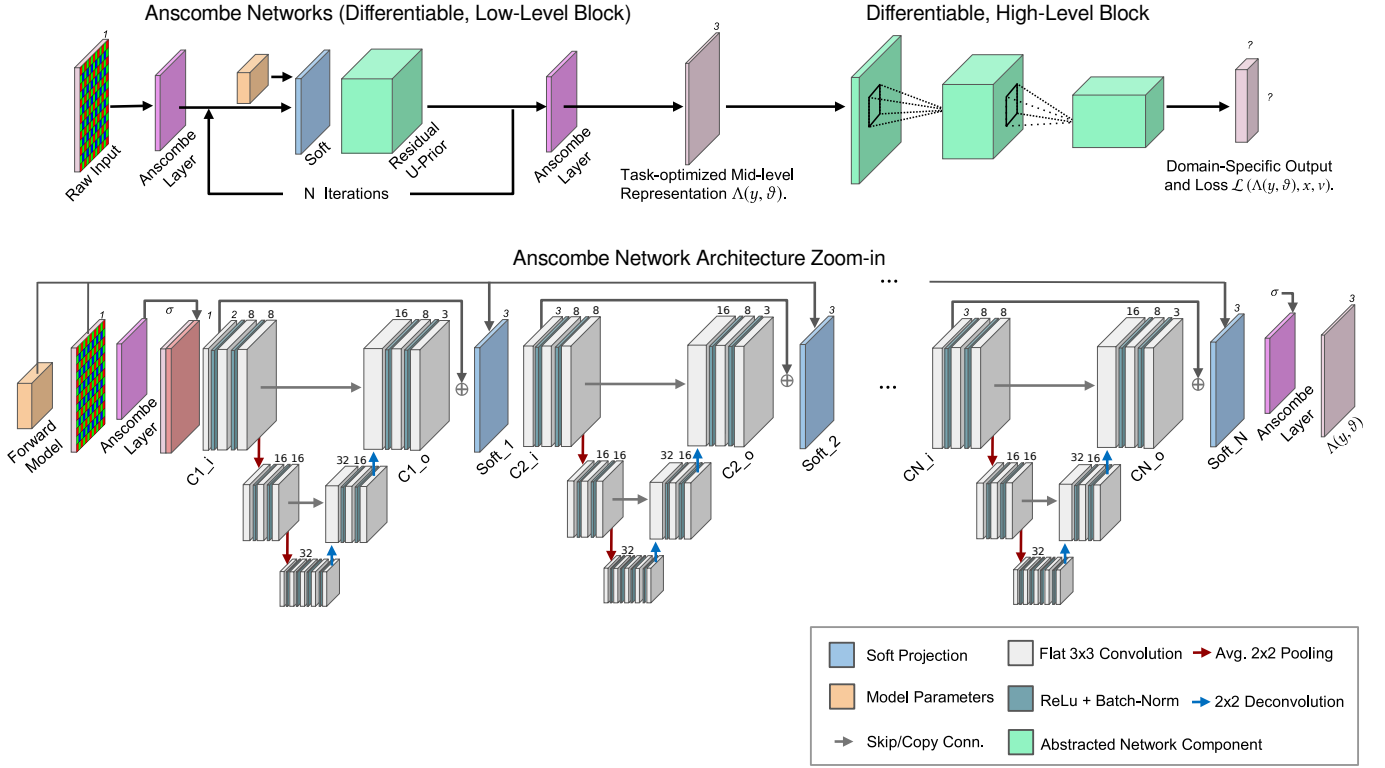 Anscombe Networks (Differentiable, Low-Level Block)
Differentiable, High-Level Block
1
3
?
?
Raw Input
Anscombe
Layer
Soft
Residual
U-Prior
Anscombe
Layer
N Iterations
Task-optimized Mid-level
Representation Λ(y, ϑ).
Domain-Specific Output
and Loss ℒ (Λ(y, ϑ), x, ν).
Anscombe Network Architecture Zoom-in
...
1
σ
1
2
8
8
16
8
3
3
3
8
8
16
8
3
3
3
8
8
16
8
3
3
σ
3
⊕
⊕
...
⊕
Forward
Model
Anscombe
Layer
C1_i
C1_o
Soft_1
C2_i
C2_o
Soft_2
CN_i
CN_o
Soft_N
Anscombe
Layer
Λ(y, ϑ)
16 16
32 16
16 16
32 16
16 16
32 16
32
32
32
Soft Projection
Flat 3x3 Convolution
Avg. 2x2 Pooling
Model Parameters
ReLu + Batch-Norm
2x2 Deconvolution
Skip/Copy Conn.
Abstracted Network Component